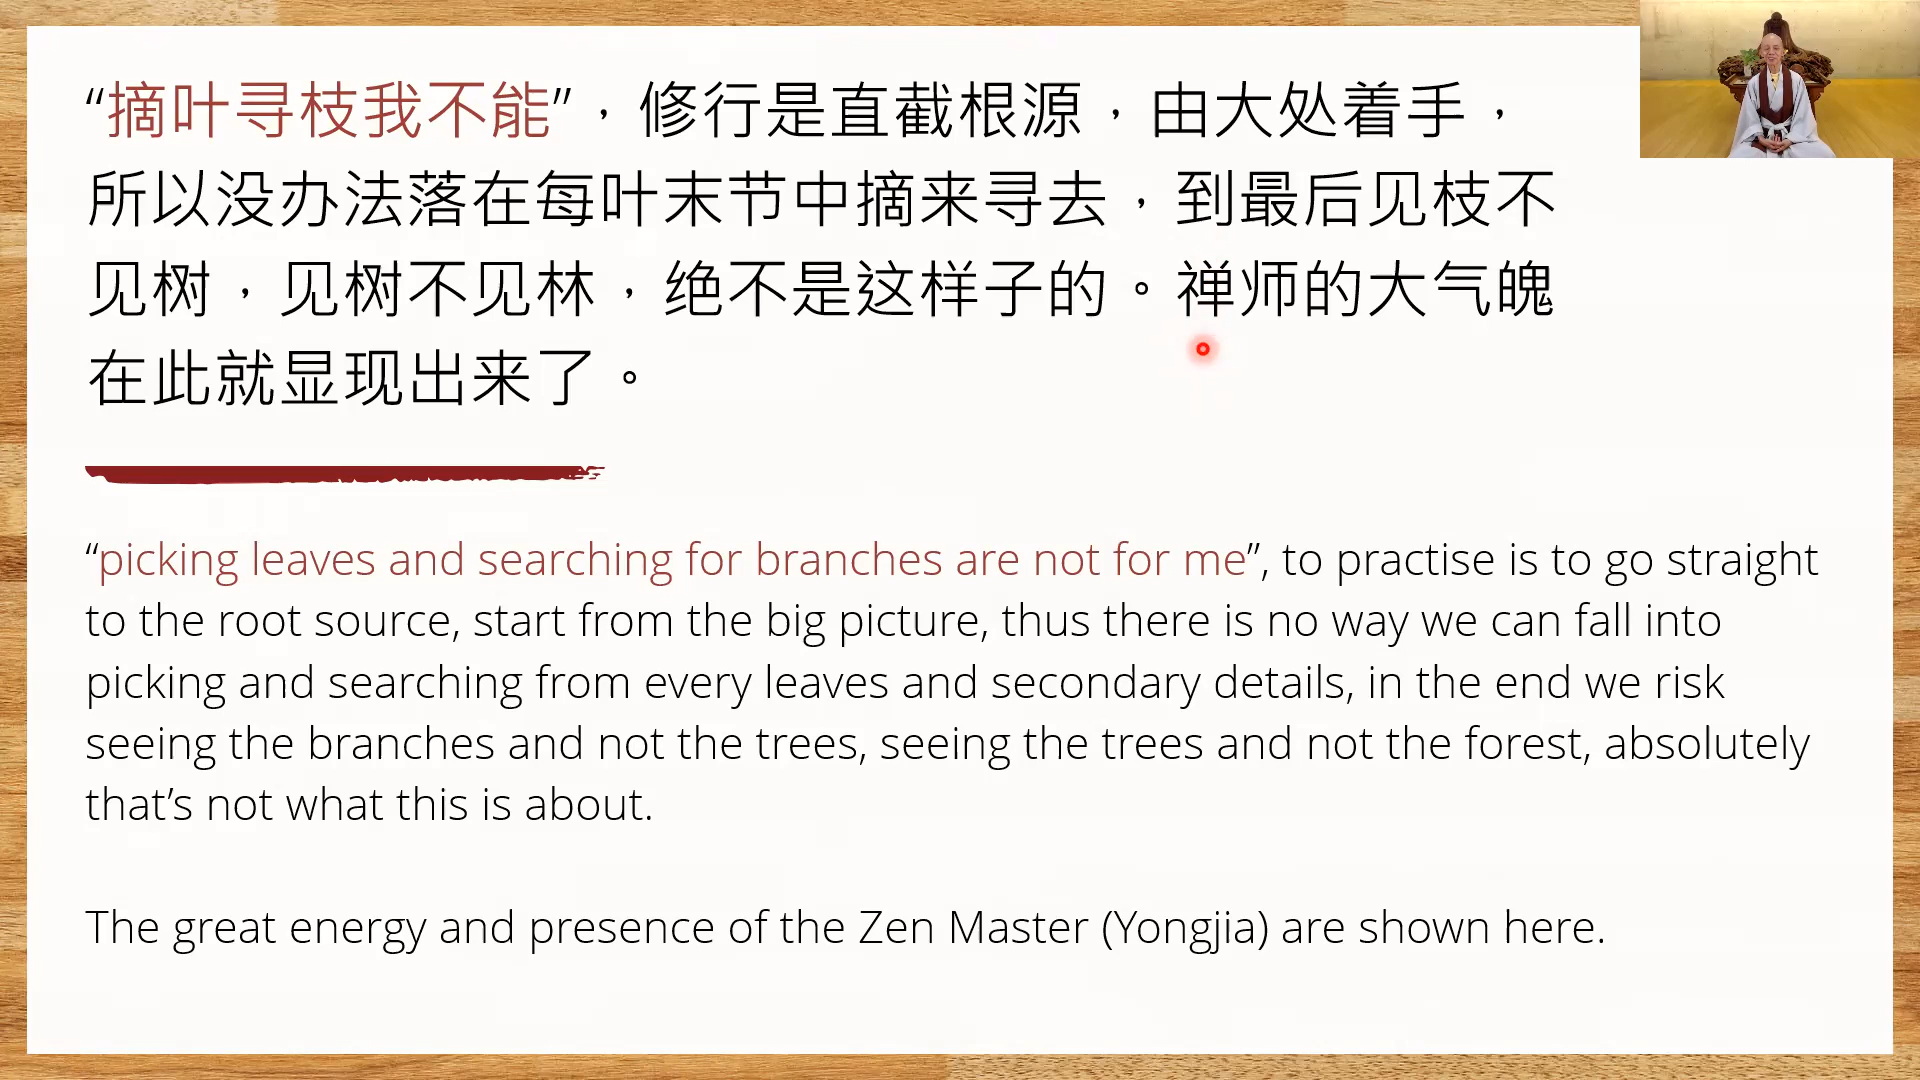 “摘叶寻枝我不能”，修行是直截根源，由大处着手，
所以没办法落在每叶末节中摘来寻去，到最后见枝不
见树，见树不见林，绝不是这样子的。禅师的大气魄
在此就显现出来了。
“picking leaves and searching for branches are not for me”, to practise is to go straight
to the root source, start from the big picture, thus there is no way we can fall into
picking and searching from every leaves and secondary details, in the end we risk
seeing the branches and not the trees, seeing the trees and not the forest, absolutely
that’s not what this is about.
The great energy and presence of the Zen Master (Yongjia) are shown here.